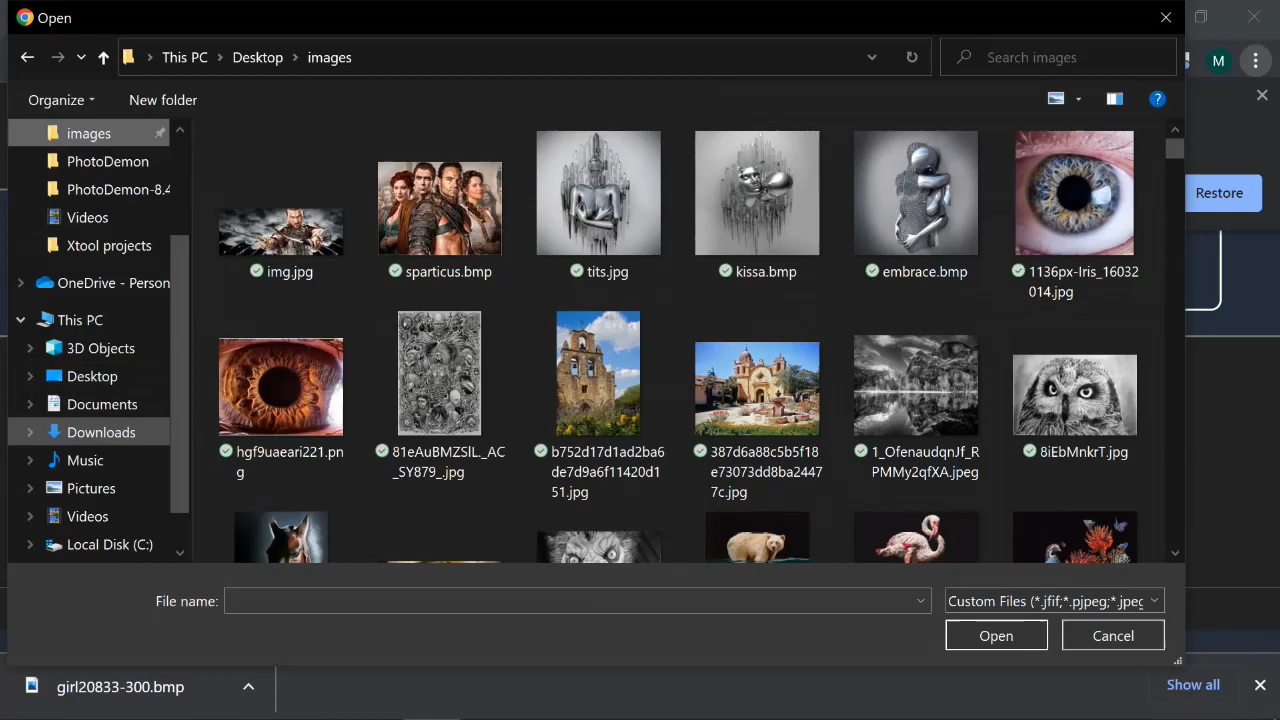 Open
This PC
Desktop
images
Search images
M
Organize
New folder
?
images
PhotoDemon
PhotoDemon-8.4
Videos
Xtool projects
OneDrive - Person
This PC
3D Objects
Desktop
Documents
Downloads
Music
Pictures
Videos
Local Disk (C:)
img.jpg
sparticus.bmp
tits.jpg
kissa.bmp
embrace.bmp
1136px-Iris_16032
014.jpg
hgf9uaeari221.pn
g
81eAuBMZSlL._AC
_SY879_.jpg
b752d17d1ad2ba6
de7d9a6f11420d1
51.jpg
387d6a88c5b5f18
e73073dd8ba2447
7c.jpg
1_OfenaudqnJf_R
PMMy2qfXA.jpeg
8iEbMnkrT.jpg
Restore
File name:
Custom Files (*.jfif;*.pjpeg;*.jpeg
Open
Cancel
girl20833-300.bmp
Show all